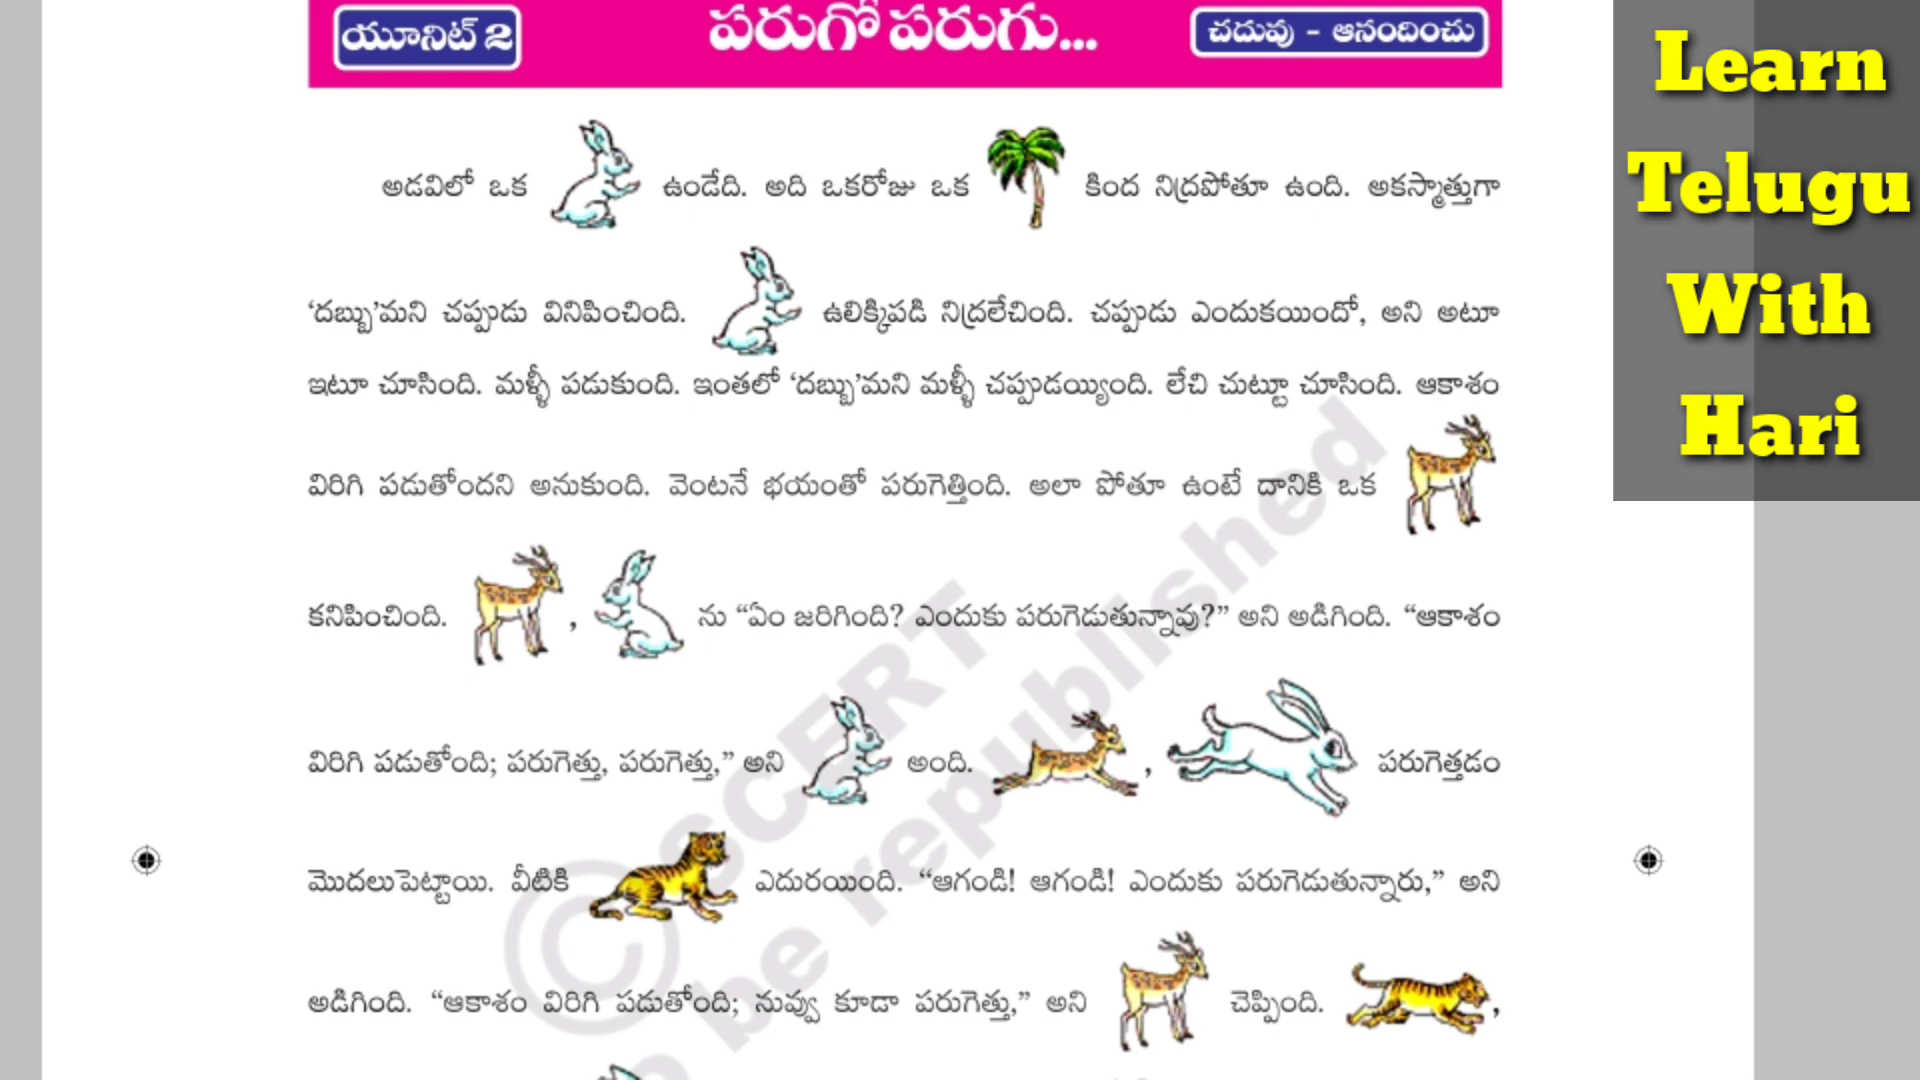 యూనిట్ 2
పరుగో పరుగు...
చదువు - ఆనందించు
అడవిలో ఒక ఉండేది. అది ఒకరోజు ఒక కింద నిద్రపోతూ ఉంది. అకస్మాత్తుగా
‘దబ్బు’మని చప్పుడు వినిపించింది. ఉలిక్కిపడి నిద్రలేచింది. చప్పుడు ఎందుకయిందో, అని అటూ
ఇటూ చూసింది. మళ్ళీ పడుకుంది. ఇంతలో ‘దబ్బు’మని మళ్ళీ చప్పుడయ్యింది. లేచి చుట్టూ చూసింది. ఆకాశం
విరిగి పడుతోందని అనుకుంది. వెంటనే భయంతో పరుగెత్తింది. అలా పోతూ ఉంటే దానికి ఒక
కనిపించింది. , ను “ఏం జరిగింది? ఎందుకు పరుగెడుతున్నావు?” అని అడిగింది. “ఆకాశం
విరిగి పడుతోంది; పరుగెత్తు, పరుగెత్తు,” అని అంది. , పరుగెత్తడం
మొదలుపెట్టాయి. వీటికి ఎదురయింది. “ఆగండి! ఆగండి! ఎందుకు పరుగెడుతున్నారు,” అని
అడిగింది. “ఆకాశం విరిగి పడుతోంది; నువ్వు కూడా పరుగెత్తు,” అని చెప్పింది. ,
Learn
Telugu
With
Hari
© SCERT
be republished